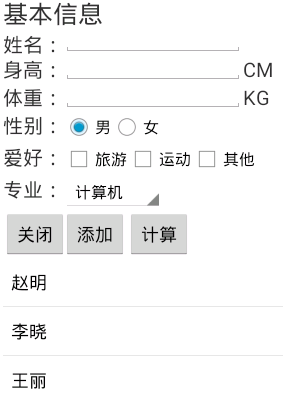 基本信息
姓名：
身高： CM
体重： KG
性别： 男 女
爱好： 旅游 运动 其他
专业： 计算机
关闭 添加 计算
赵明
李晓
王丽